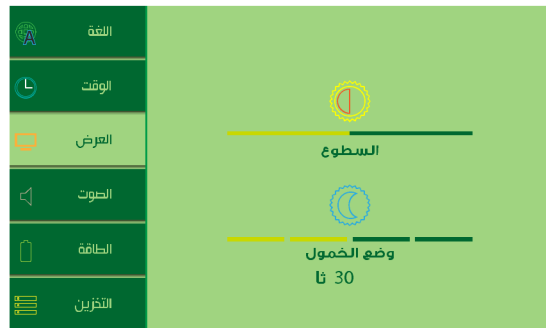 اللغة
الوقت
العرض
الصوت
الطاقة
التخزين
السطوع
وضع الخمول
30 ثا